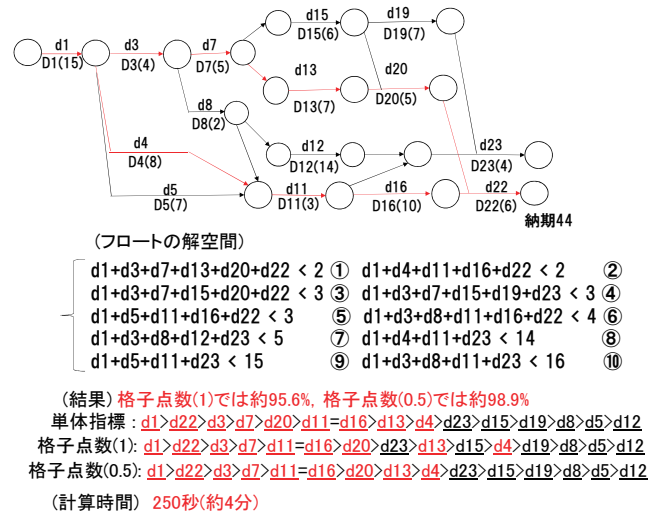 d1
D1(15)
d3
D3(4)
d7
D7(5)
d15
D15(6)
d19
D19(7)
d13
D13(7)
d20
D20(5)
d8
D8(2)
d12
D12(14)
d23
D23(4)
d4
D4(8)
d5
D5(7)
d11
D11(3)
d16
D16(10)
d22
D22(6)
納期44
(フロートの解空間)
d1+d3+d7+d13+d20+d22 < 2 ① d1+d4+d11+d16+d22 < 2 ②
d1+d3+d7+d15+d20+d22 < 3 ③ d1+d3+d7+d15+d19+d23 < 3 ④
d1+d5+d11+d16+d22 < 3 ⑤ d1+d3+d8+d11+d16+d22 < 4 ⑥
d1+d3+d8+d12+d23 < 5 ⑦ d1+d4+d11+d23 < 14 ⑧
d1+d5+d11+d23 < 15 ⑨ d1+d3+d8+d11+d23 < 16 ⑩
(結果) 格子点数(1)では約95.6%, 格子点数(0.5)では約98.9%
単体指標 : d1>d22>d3>d7>d20>d11=d16>d13>d4>d23>d15>d19>d8>d5>d12
格子点数(1): d1>d22>d3>d7>d11=d16>d20>d23>d13>d15>d4>d19>d8>d5>d12
格子点数(0.5): d1>d22>d3>d7>d11=d16>d20>d13>d4>d23>d15>d19>d8>d5>d12
(計算時間) 250秒(約4分)